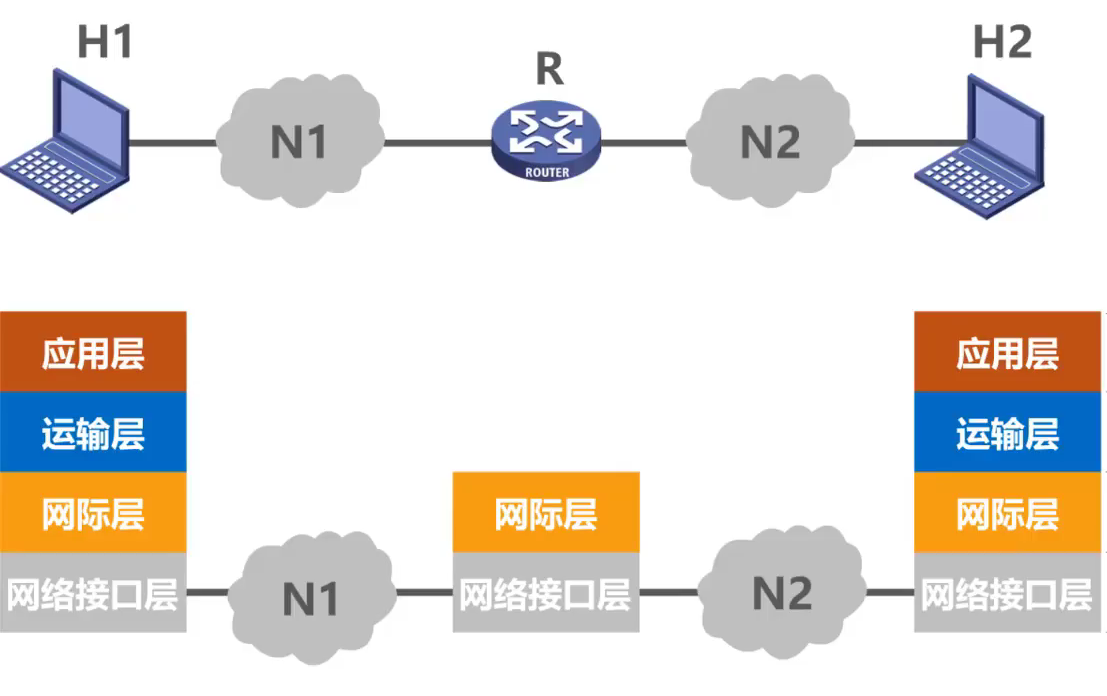 H1
R
H2
N1
N2
ROUTER
应用层
应用层
运输层
运输层
网际层
网际层
网际层
网络接口层
N1
网络接口层
N2
网络接口层